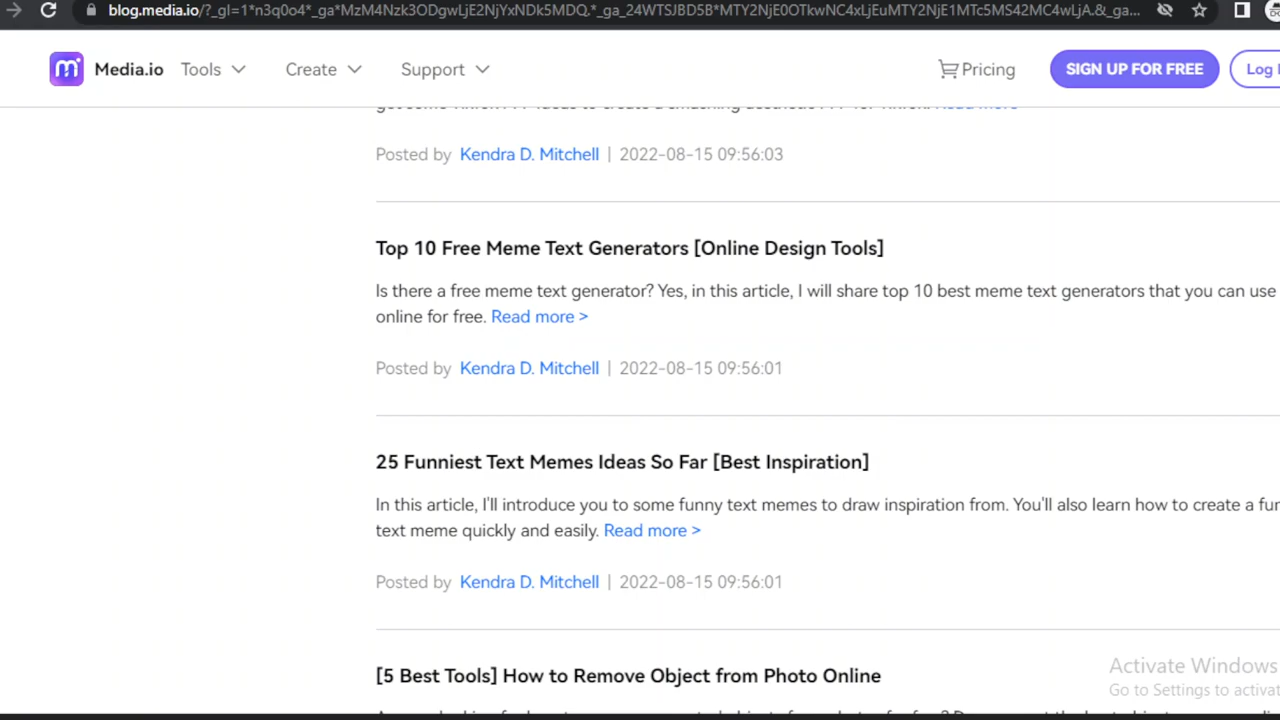 blog.media.io/?_gl=1*n3q0o4*_ga*MzM4Nzk3ODgwLjE2NjYxNDk5MDQ.*_ga_24WTSJBD5B*MTY2NjE0OTkwNC4xLjEuMTY2NjE1MTc5MS42MC4wLjA.&_ga...
Media.io Tools Create Support Pricing SIGN UP FOR FREE Log
Read more
Posted by Kendra D. Mitchell | 2022-08-15 09:56:03
Top 10 Free Meme Text Generators [Online Design Tools]
Is there a free meme text generator? Yes, in this article, I will share top 10 best meme text generators that you can use
online for free. Read more >
Posted by Kendra D. Mitchell | 2022-08-15 09:56:01
25 Funniest Text Memes Ideas So Far [Best Inspiration]
In this article, I'll introduce you to some funny text memes to draw inspiration from. You'll also learn how to create a fun
text meme quickly and easily. Read more >
Posted by Kendra D. Mitchell | 2022-08-15 09:56:01
[5 Best Tools] How to Remove Object from Photo Online
Activate Windows
Go to Settings to activat